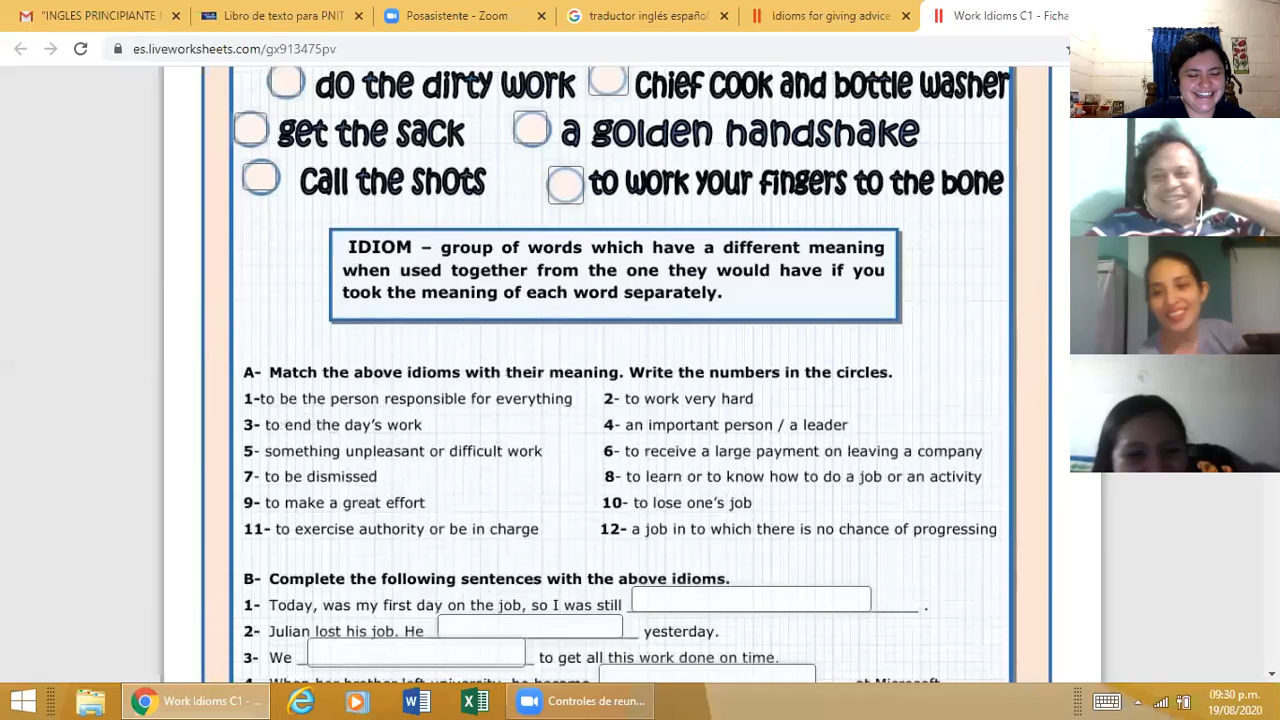 "INGLES PRINCIPIANTE
Libro de texto para PNIT
Posasistente - Zoom
traductor inglés español
Idioms for giving advice
Work Idioms C1 - Ficha
es.liveworksheets.com/gx913475pv
do the dirty work chief cook and bottle washer
get the sack a golden handshake
call the shots to work your fingers to the bone
IDIOM – group of words which have a different meaning
when used together from the one they would have if you
took the meaning of each word separately.
A- Match the above idioms with their meaning. Write the numbers in the circles.
1-to be the person responsible for everything 2- to work very hard
3- to end the day's work 4- an important person / a leader
5- something unpleasant or difficult work 6- to receive a large payment on leaving a company
7- to be dismissed 8- to learn or to know how to do a job or an activity
9- to make a great effort 10- to lose one's job
11- to exercise authority or be in charge 12- a job in to which there is no chance of progressing
B- Complete the following sentences with the above idioms.
1- Today, was my first day on the job, so I was still .
2- Julian lost his job. He yesterday.
3- We to get all this work done on time.
4- When her brother left university, he became at Microsoft
Work Idioms C1 - ...
Controles de reun...
09:30 p.m.
19/08/2020